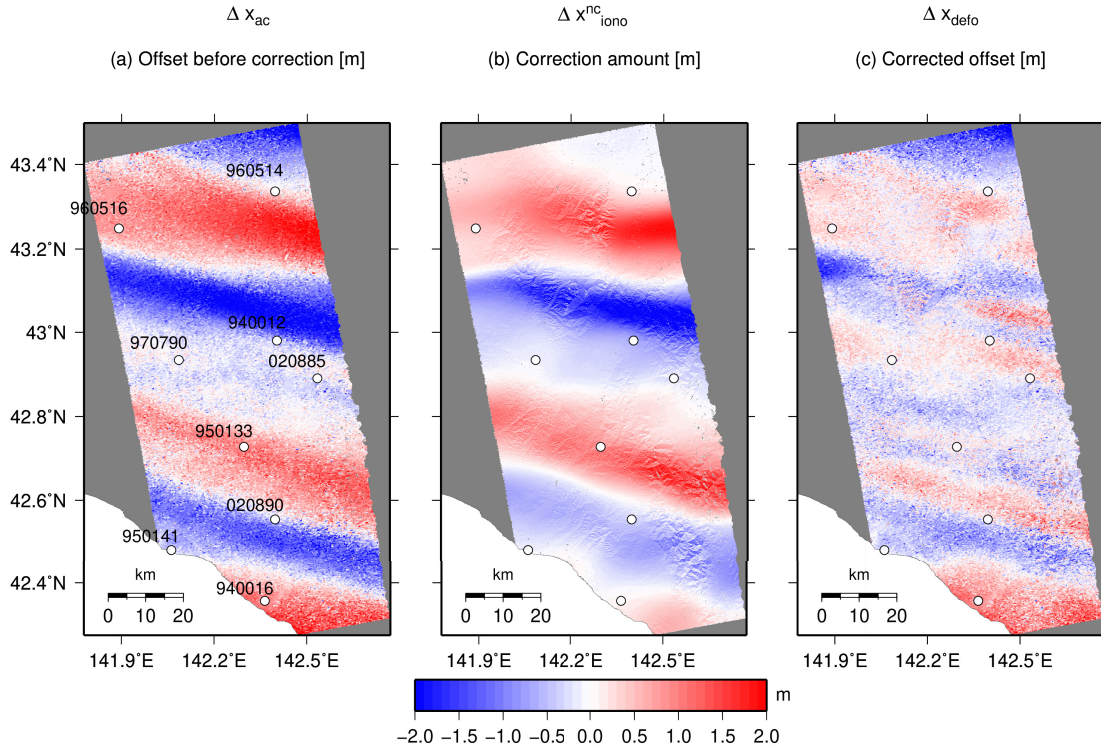 Δ x_ac Δ x^nc_iono Δ x_defo
(a) Offset before correction [m] (b) Correction amount [m] (c) Corrected offset [m]
43.4°N
960514
960516
43.2°N
43°N
940012
970790
020885
42.8°N
950133
42.6°N
020890
950141
42.4°N
940016
km km km
0 10 20 0 10 20 0 10 20
141.9°E 142.2°E 142.5°E 141.9°E 142.2°E 142.5°E 141.9°E 142.2°E 142.5°E
m
−2.0 −1.5 −1.0 −0.5 0.0 0.5 1.0 1.5 2.0